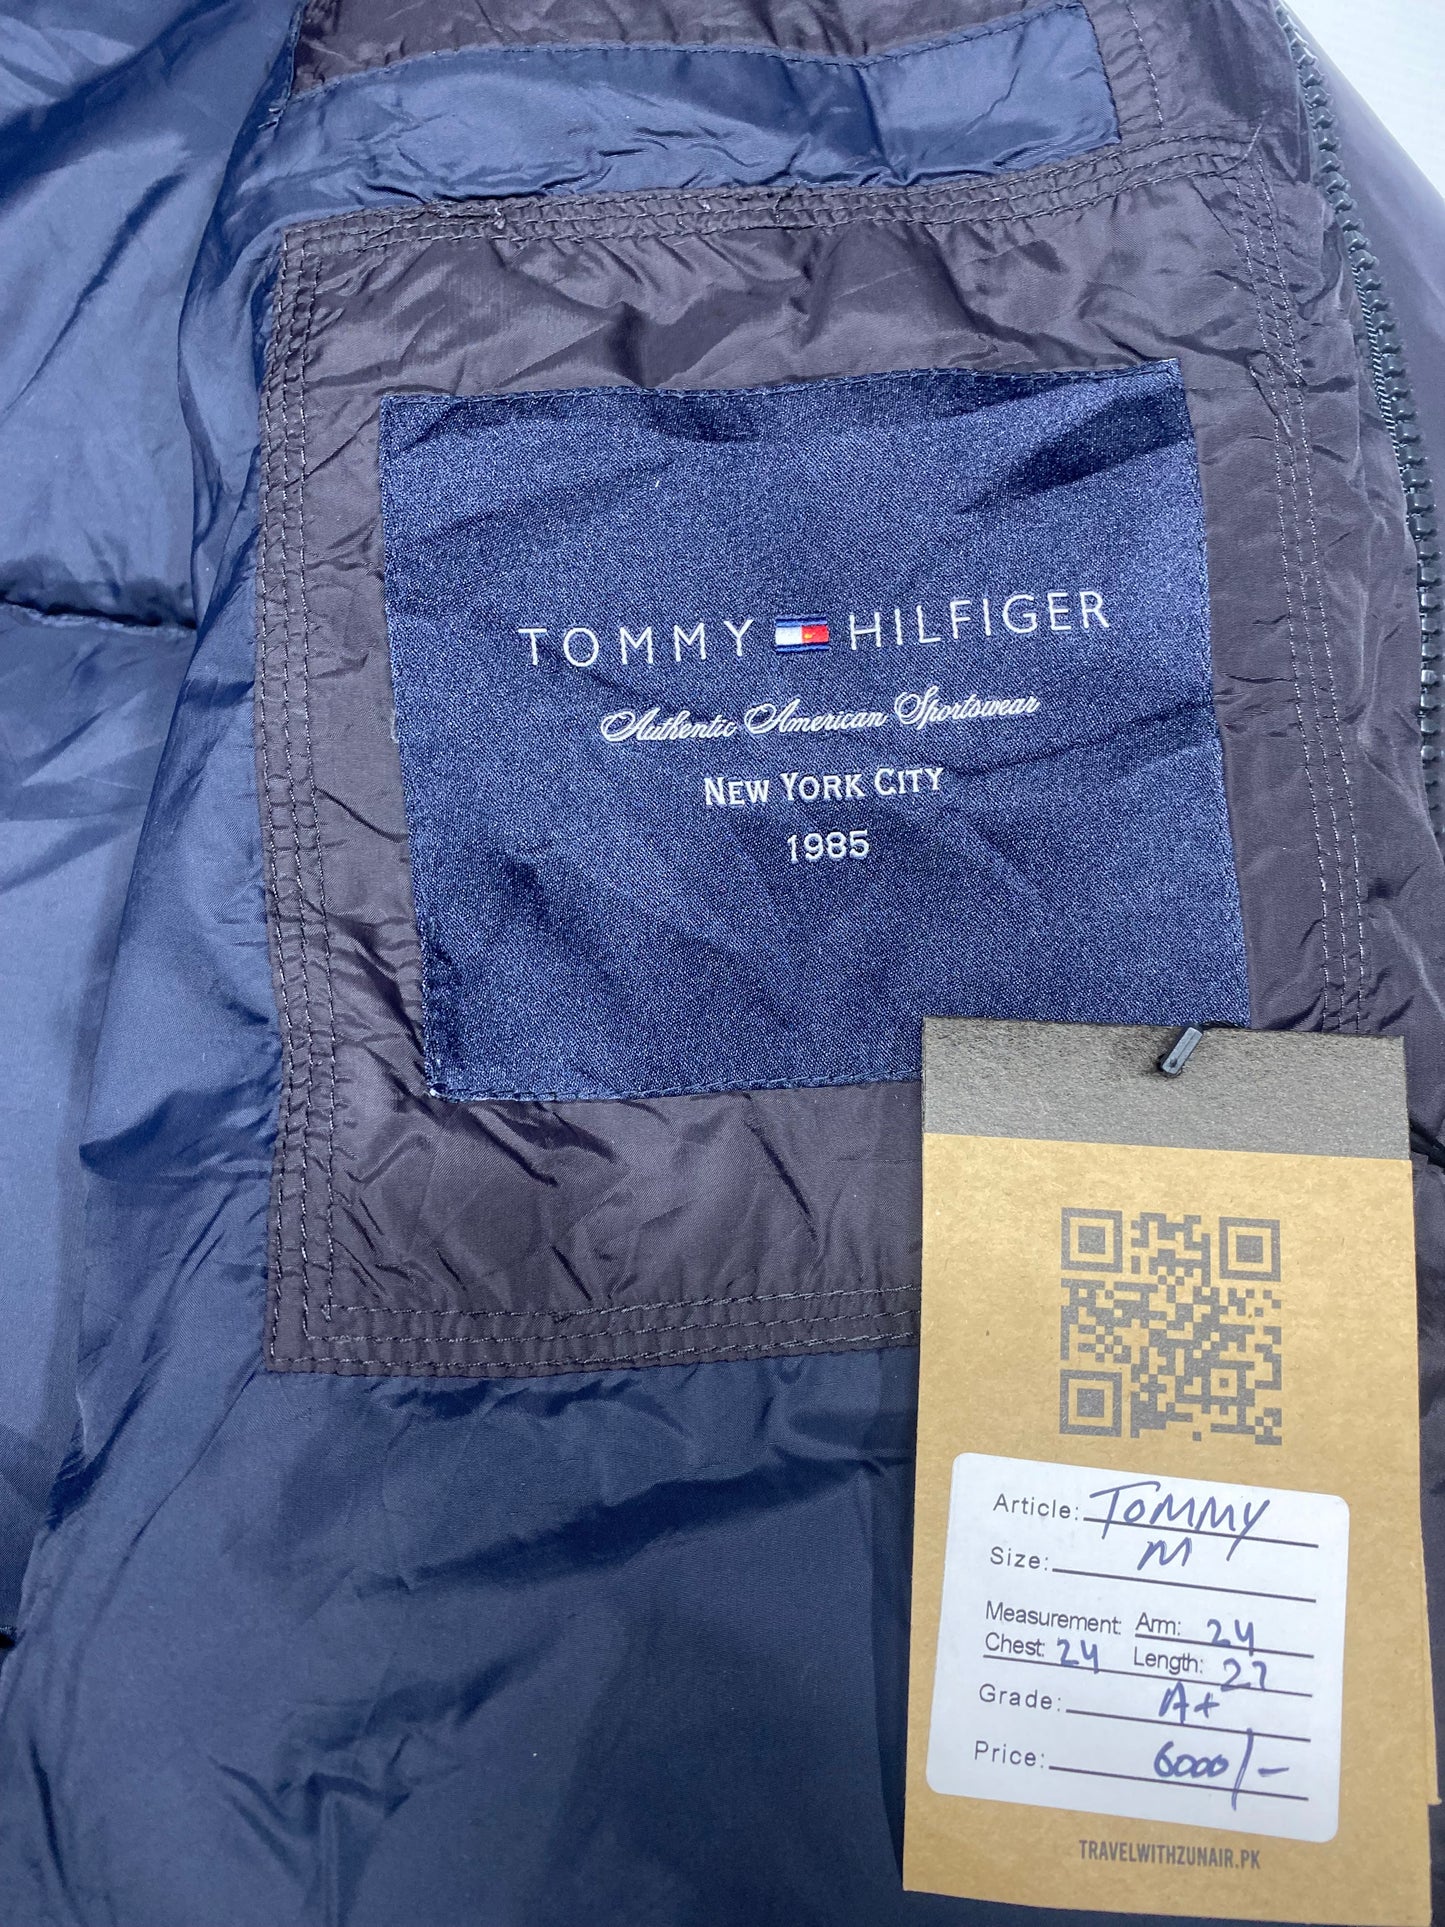 TOMMY HILFIGER
Authentic American Sportswear
NEW YORK CITY
1985
Article: TOMMY
Size: M
Measurement: Arm: 24
Chest: 24 Length: 27
Grade: A+
Price: 6000/-
TRAVELWITHZUNAIR.PK